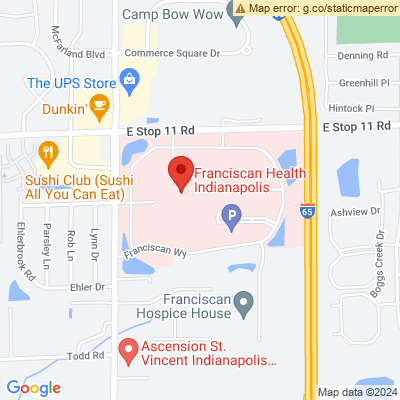 Map error: g.co/staticmaperror
Camp Bow Wow
McFarland Blvd
Commerce Square Dr
Denning Rd
The UPS Store
Greenhill Pl
Dunkin'
Hintock Pl
E Stop 11 Rd
E Stop 11 Rd
Sushi Club (Sushi
All You Can Eat)
Franciscan Health
Indianapolis
P
65
Ashview Dr
Ehlerbrook Rd
Parsley Ln
Rob Ln
Lynn Dr
Franciscan Wy
Boggs Creek Dr
Ehler Dr
Franciscan
Hospice House
Todd Rd
Ascension St.
Vincent Indianapolis...
Google
Map data ©2024